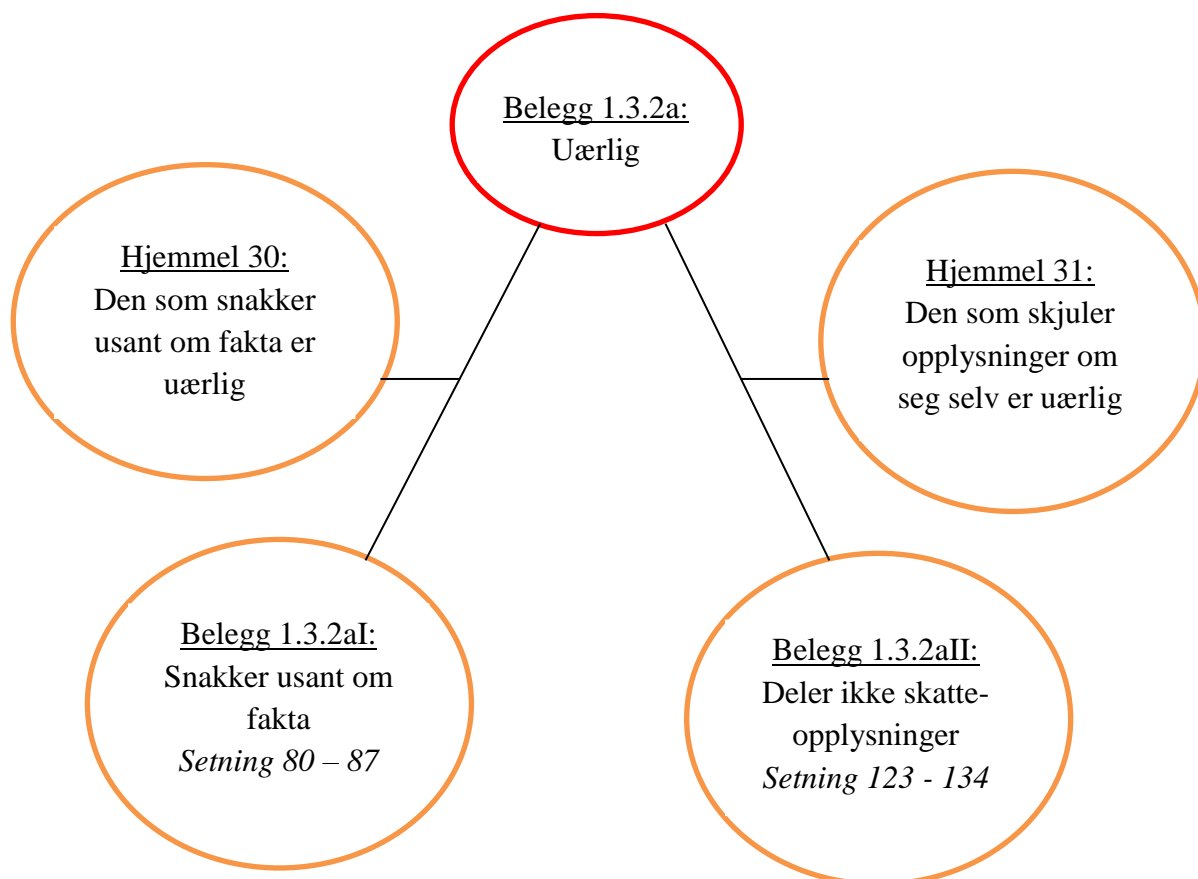 Belegg 1.3.2a:
Uærlig
Hjemmel 30:
Den som snakker
usant om fakta er
uærlig
Hjemmel 31:
Den som skjuler
opplysninger om
seg selv er uærlig
Belegg 1.3.2aI:
Snakker usant om
fakta
Setning 80 – 87
Belegg 1.3.2aII:
Deler ikke skatte-
opplysninger
Setning 123 - 134